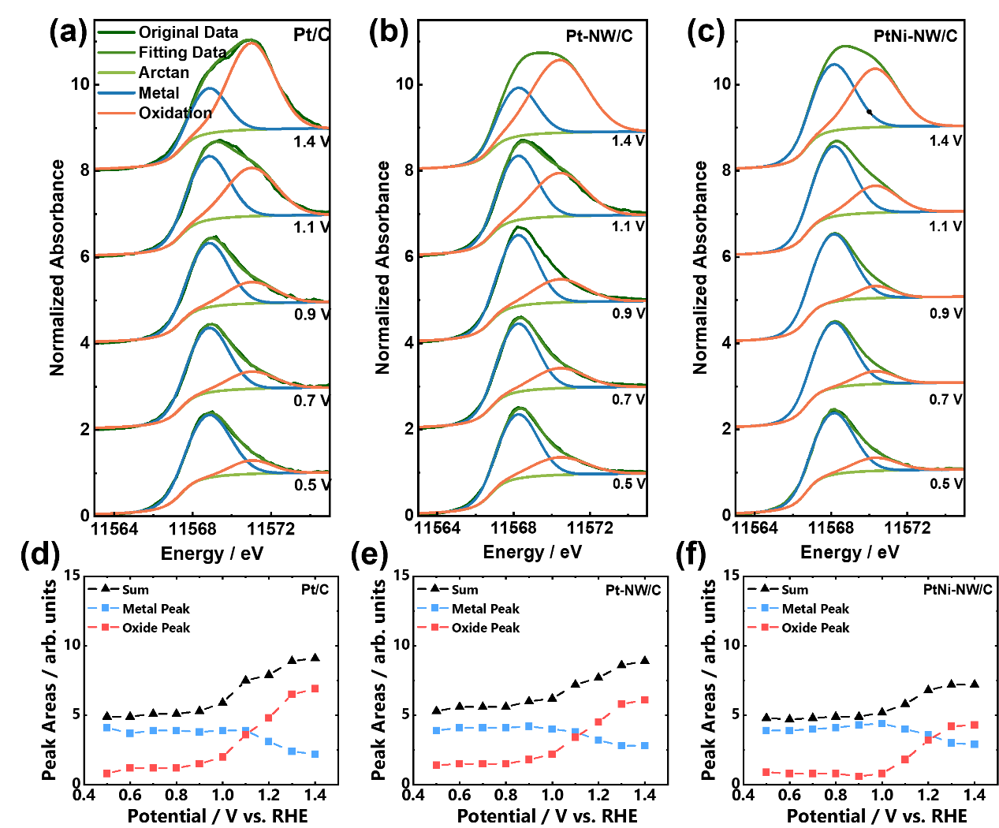 (a)
Original Data
Fitting Data
Arctan
Metal
Oxidation
Pt/C
1.4 V
1.1 V
0.9 V
0.7 V
0.5 V
10
8
6
4
2
0
Normalized Absorbance
11564 11568 11572
Energy / eV
(b)
Pt-NW/C
1.4 V
1.1 V
0.9 V
0.7 V
0.5 V
10
8
6
4
2
0
Normalized Absorbance
11564 11568 11572
Energy / eV
(c)
PtNi-NW/C
1.4 V
1.1 V
0.9 V
0.7 V
0.5 V
10
8
6
4
2
0
Normalized Absorbance
11564 11568 11572
Energy / eV
(d)
Sum
Metal Peak
Oxide Peak
Pt/C
15
10
5
0
Peak Areas / arb. units
0.4 0.6 0.8 1.0 1.2 1.4
Potential / V vs. RHE
(e)
Sum
Metal Peak
Oxide Peak
Pt-NW/C
15
10
5
0
Peak Areas / arb. units
0.4 0.6 0.8 1.0 1.2 1.4
Potential / V vs. RHE
(f)
Sum
Metal Peak
Oxide Peak
PtNi-NW/C
15
10
5
0
Peak Areas / arb. units
0.4 0.6 0.8 1.0 1.2 1.4
Potential / V vs. RHE